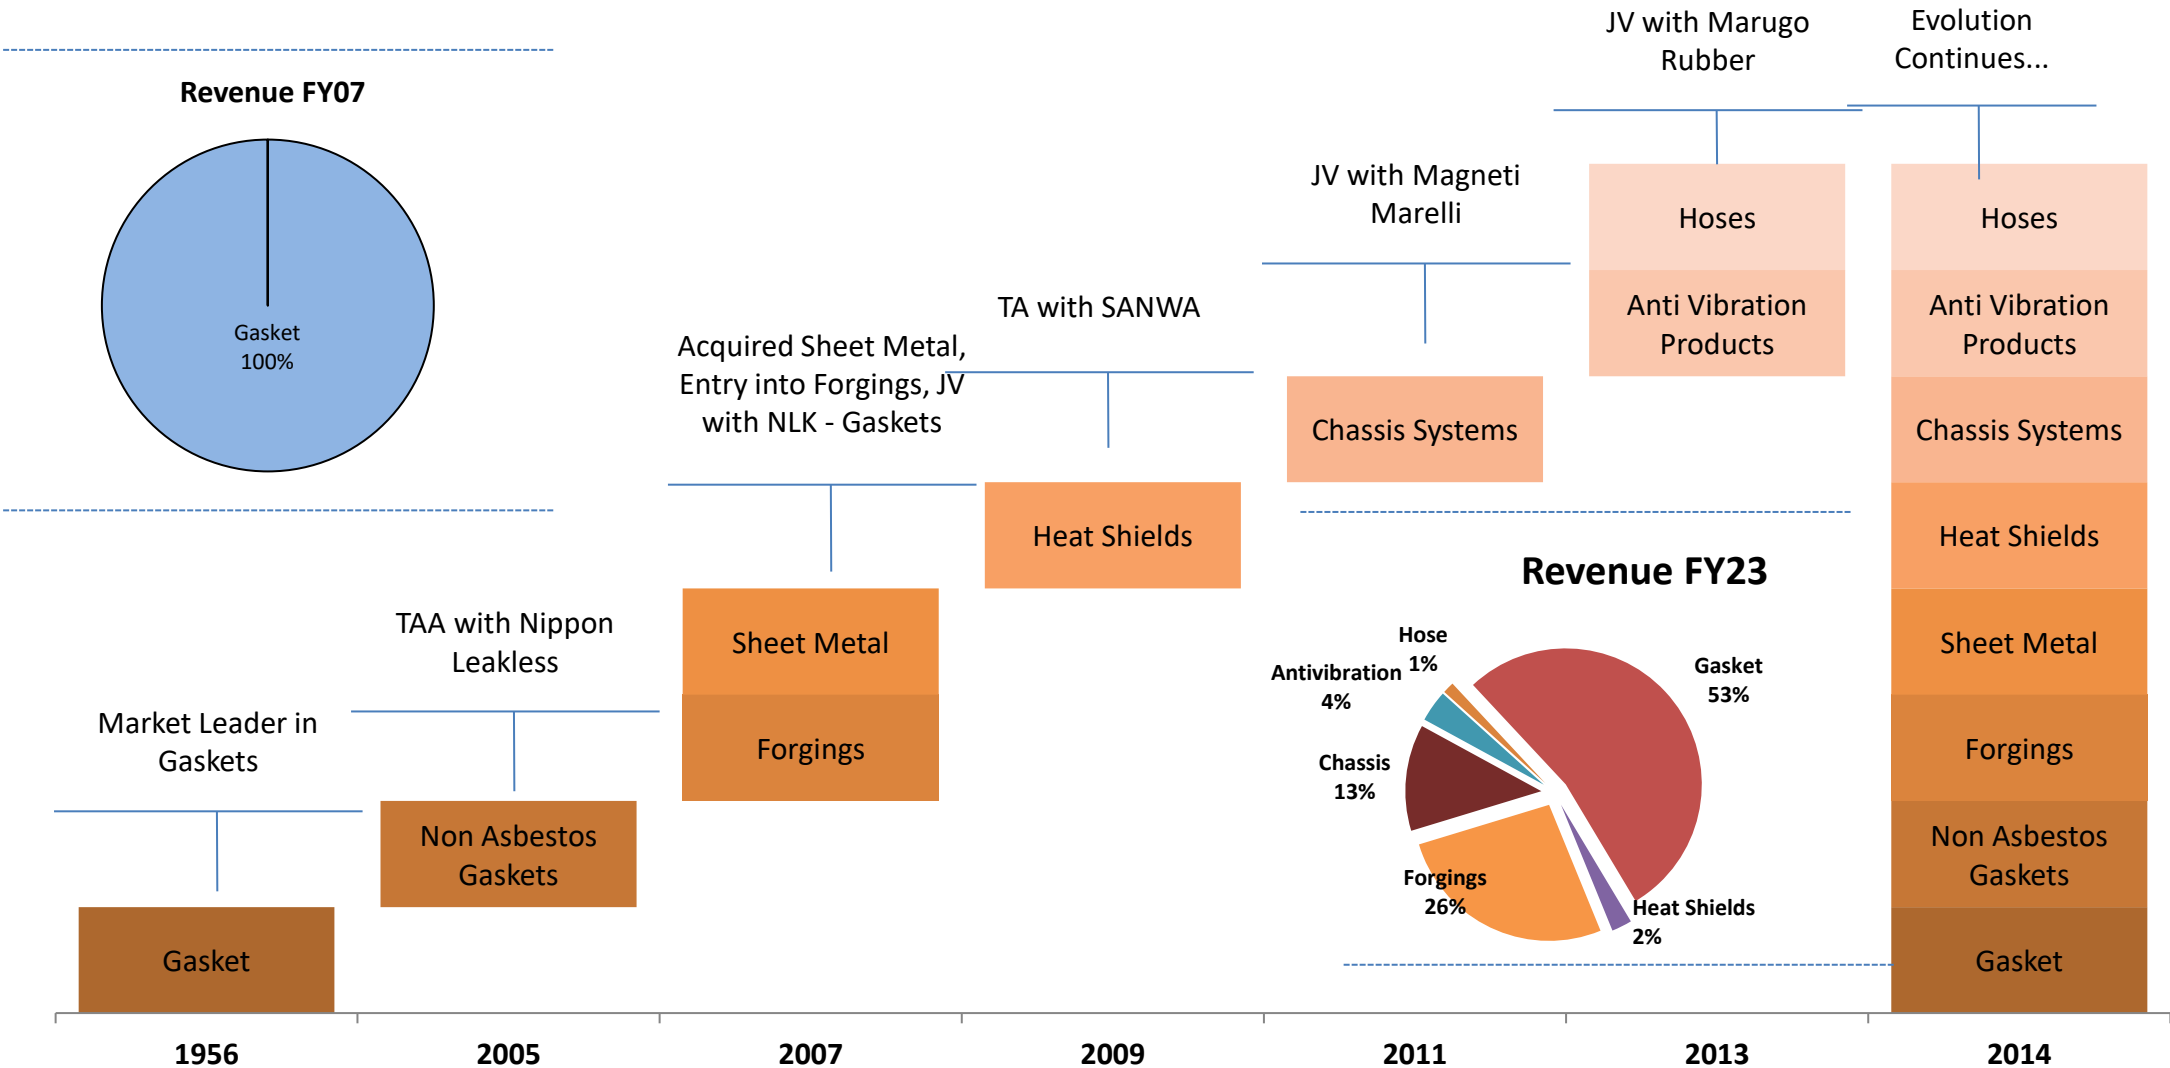 Revenue FY07
Gasket
100%
Market Leader in
Gaskets
Gasket
TAA with Nippon
Leakless
Non Asbestos
Gaskets
Acquired Sheet Metal,
Entry into Forgings, JV
with NLK - Gaskets
Sheet Metal
Forgings
TA with SANWA
Heat Shields
JV with Magneti
Marelli
Chassis Systems
JV with Marugo
Rubber
Hoses
Anti Vibration
Products
Evolution
Continues...
Hoses
Anti Vibration
Products
Chassis Systems
Heat Shields
Sheet Metal
Forgings
Non Asbestos
Gaskets
Gasket
Revenue FY23
Hose
1%
Antivibration
4%
Chassis
13%
Forgings
26%
Heat Shields
2%
Gasket
53%
1956
2005
2007
2009
2011
2013
2014